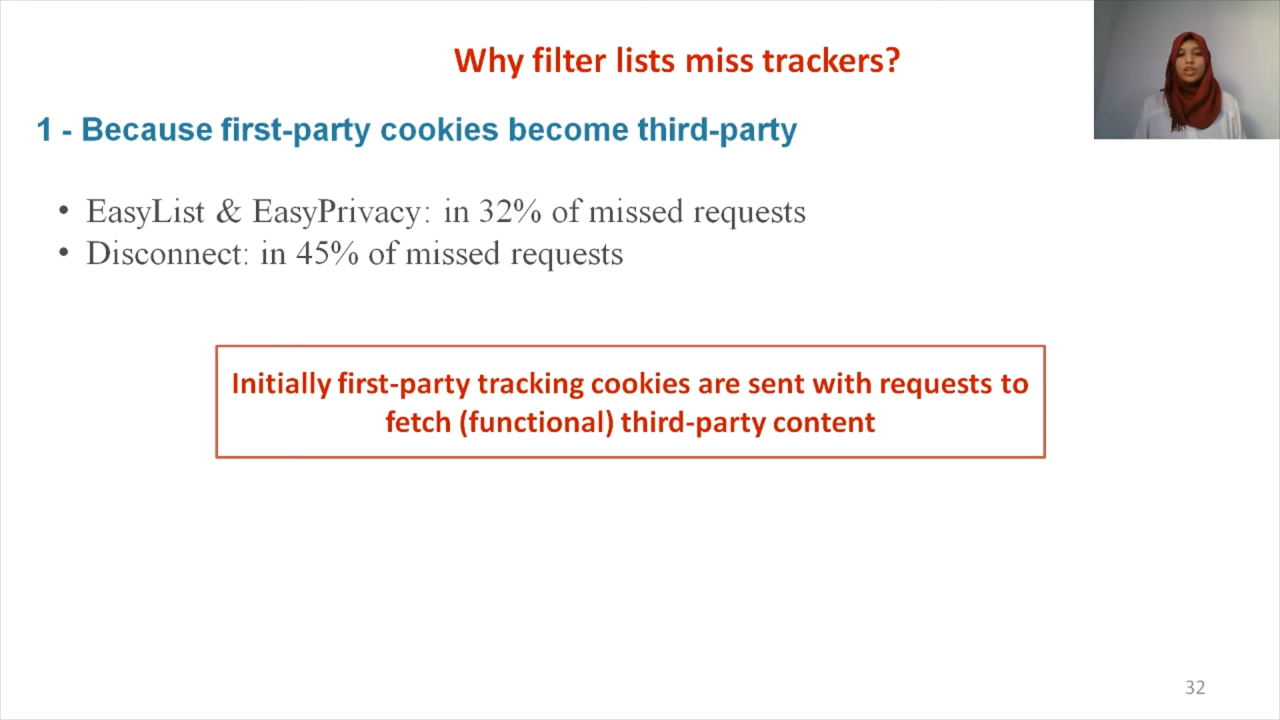 Why filter lists miss trackers?
1 - Because first-party cookies become third-party
• EasyList & EasyPrivacy: in 32% of missed requests
• Disconnect: in 45% of missed requests
Initially first-party tracking cookies are sent with requests to
fetch (functional) third-party content
32